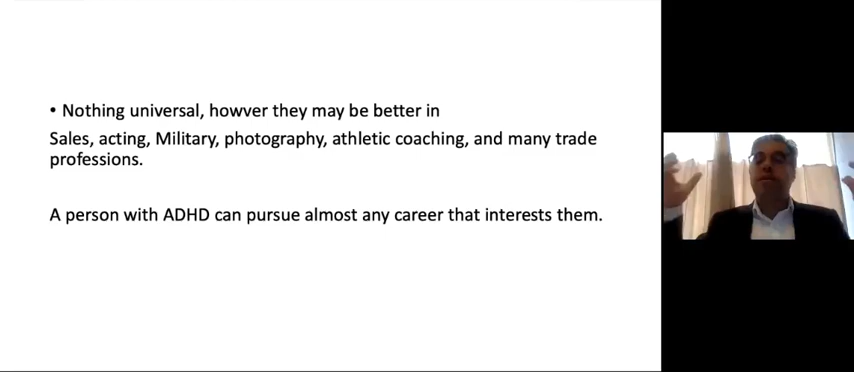 • Nothing universal, howver they may be better in
Sales, acting, Military, photography, athletic coaching, and many trade
professions.
A person with ADHD can pursue almost any career that interests them.